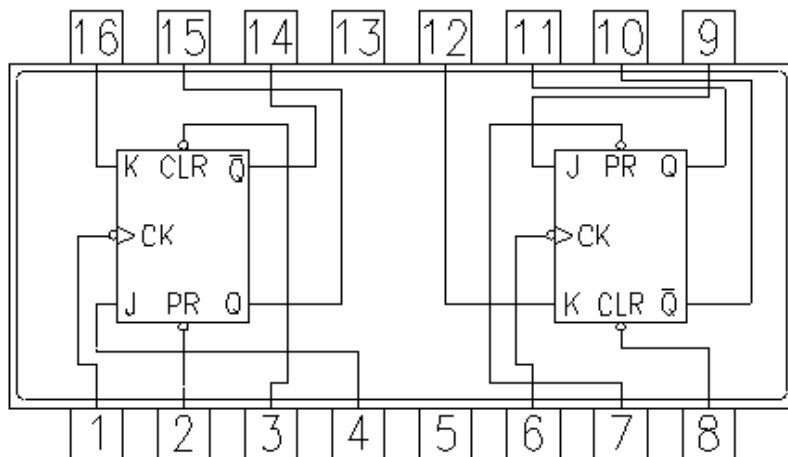 16 15 14 13 12 11 10 9
K CLR Q̅ J PR Q
CK CK
J PR Q K CLR Q̅
1 2 3 4 5 6 7 8